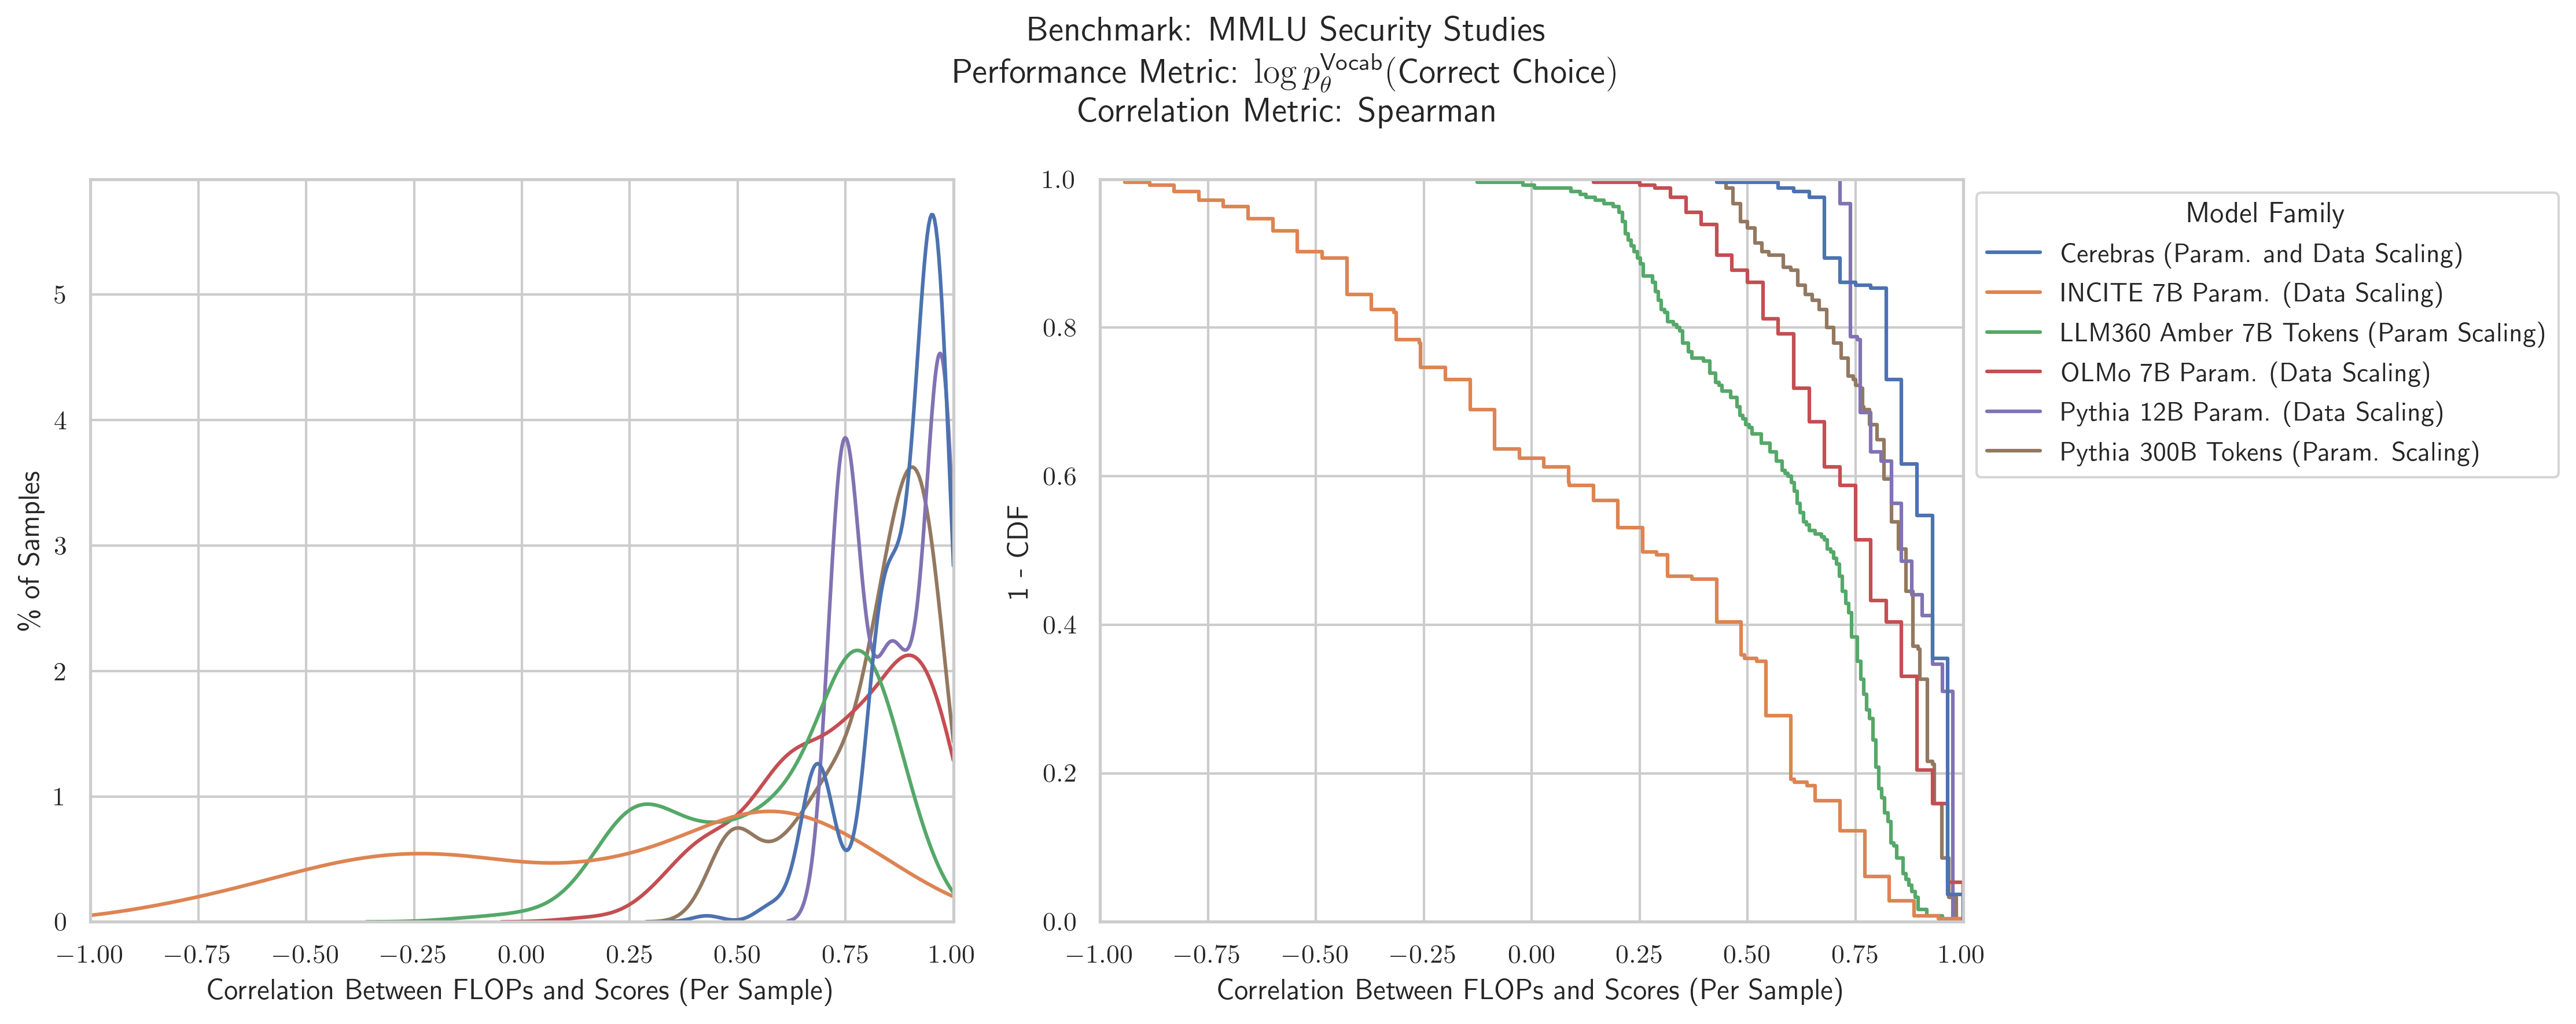 Benchmark: MMLU Security Studies
Performance Metric: log p_θ^Vocab(Correct Choice)
Correlation Metric: Spearman
% of Samples
5
4
3
2
1
0
−1.00 −0.75 −0.50 −0.25 0.00 0.25 0.50 0.75 1.00
Correlation Between FLOPs and Scores (Per Sample)
1 - CDF
1.0
0.8
0.6
0.4
0.2
0.0
−1.00 −0.75 −0.50 −0.25 0.00 0.25 0.50 0.75 1.00
Correlation Between FLOPs and Scores (Per Sample)
Model Family
Cerebras (Param. and Data Scaling)
INCITE 7B Param. (Data Scaling)
LLM360 Amber 7B Tokens (Param Scaling)
OLMo 7B Param. (Data Scaling)
Pythia 12B Param. (Data Scaling)
Pythia 300B Tokens (Param. Scaling)